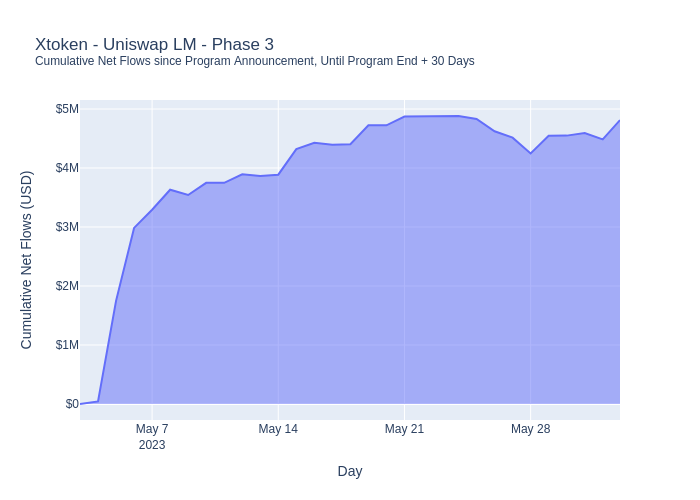 Xtoken - Uniswap LM - Phase 3
Cumulative Net Flows since Program Announcement, Until Program End + 30 Days
Cumulative Net Flows (USD)
$5M
$4M
$3M
$2M
$1M
$0
May 7
2023
May 14
May 21
May 28
Day